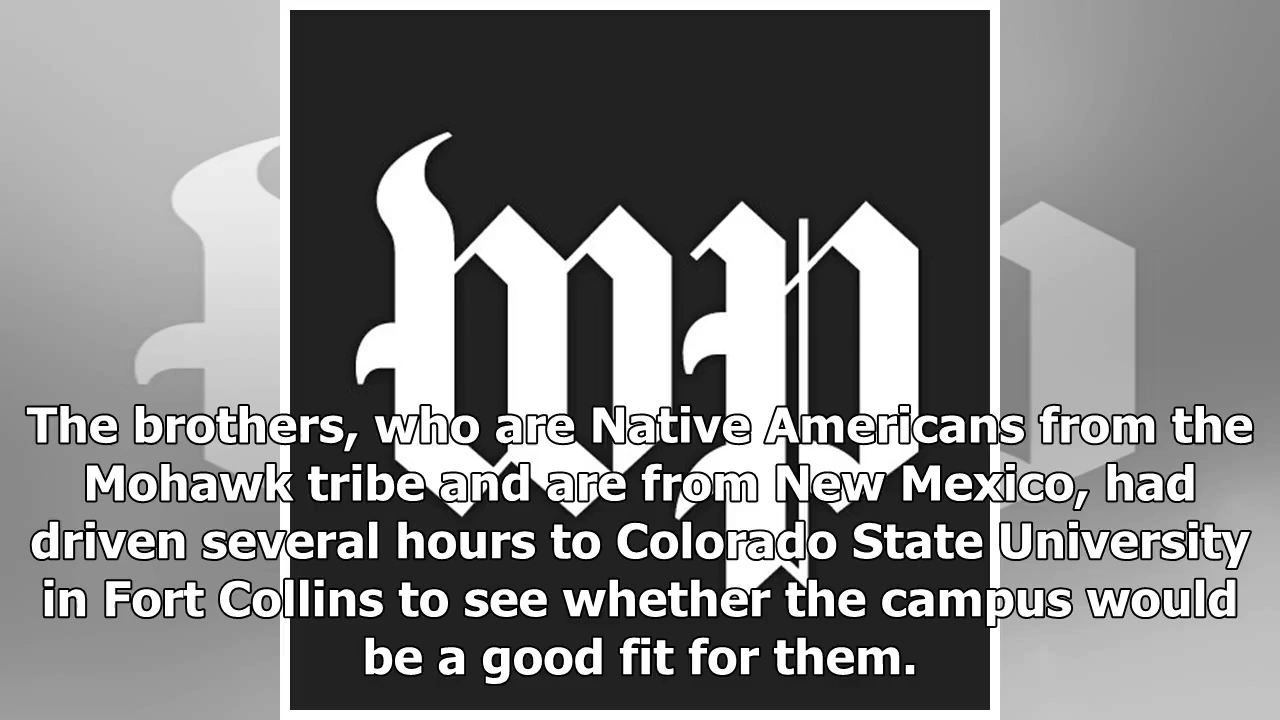 wp
The brothers, who are Native Americans from the
Mohawk tribe and are from New Mexico, had
driven several hours to Colorado State University
in Fort Collins to see whether the campus would
be a good fit for them.